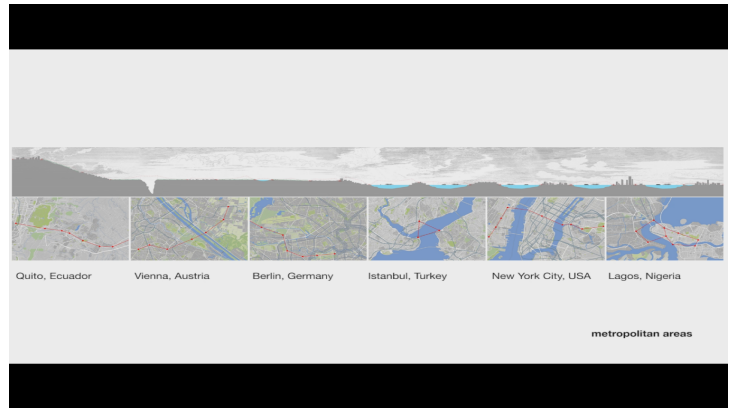 Quito, Ecuador
Vienna, Austria
Berlin, Germany
Istanbul, Turkey
New York City, USA
Lagos, Nigeria
metropolitan areas